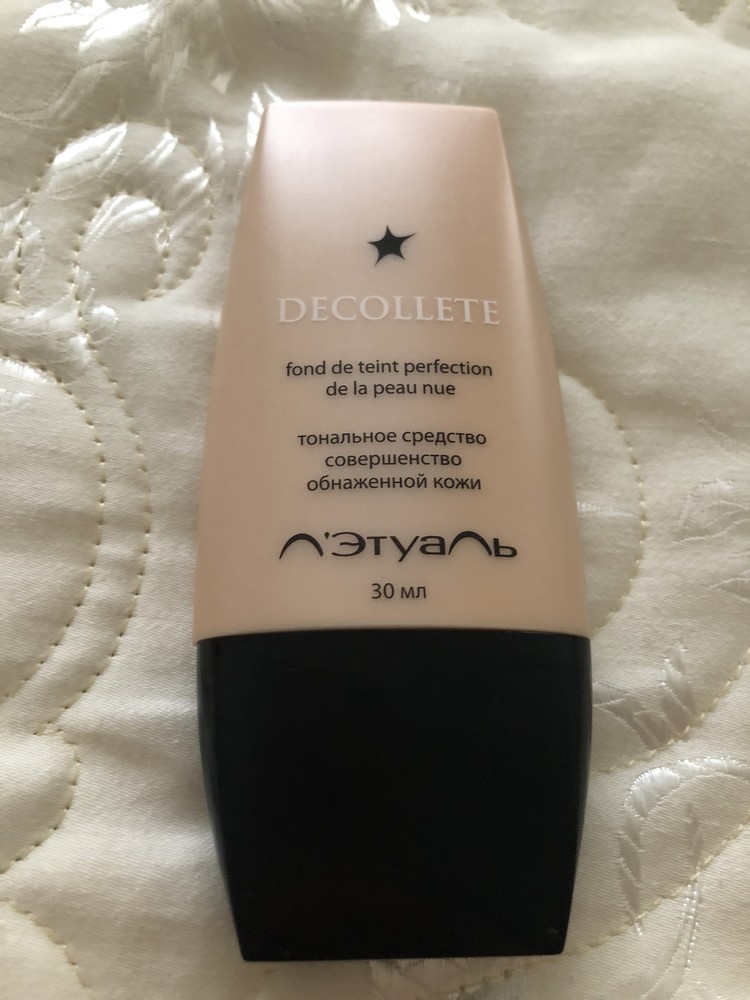 DECOLLETE
fond de teint perfection
de la peau nue
тональное средство
совершенство
обнаженной кожи
Л'Этуаль
30 мл